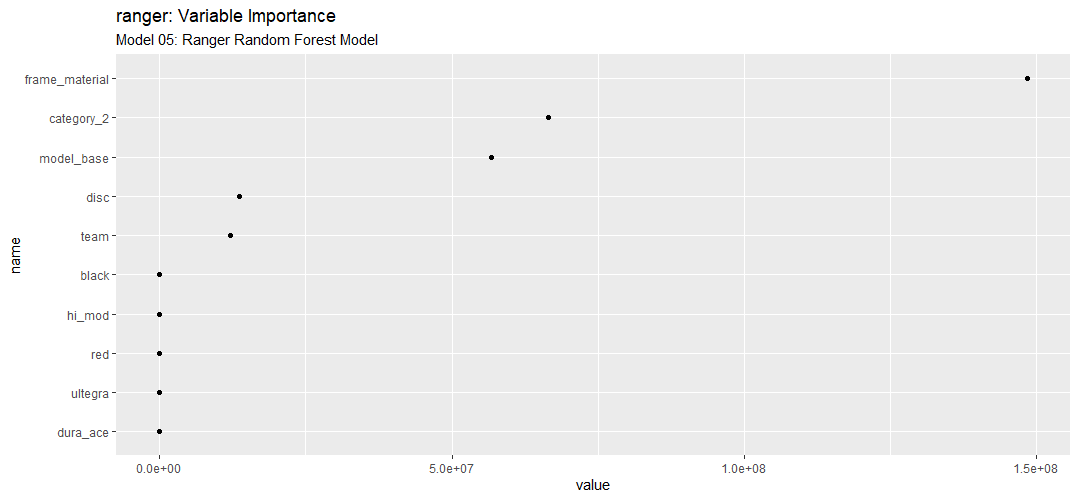 ranger: Variable Importance
Model 05: Ranger Random Forest Model
name
frame_material
category_2
model_base
disc
team
black
hi_mod
red
ultegra
dura_ace
0.0e+00 5.0e+07 1.0e+08 1.5e+08
value